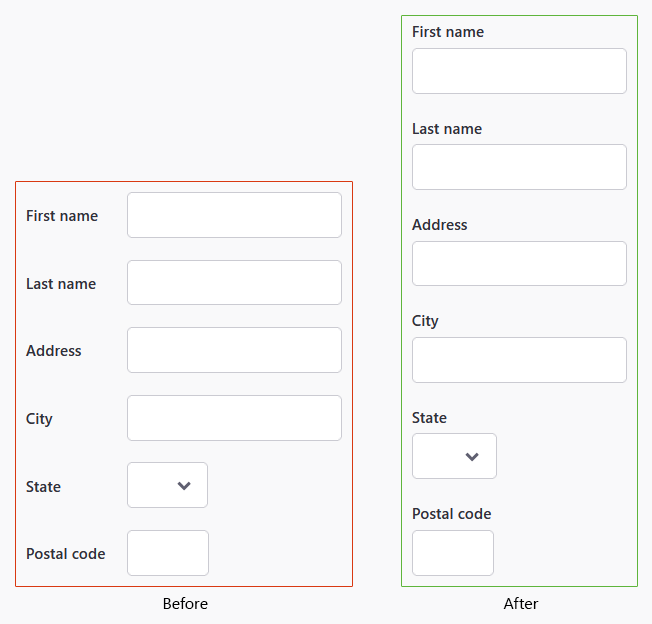 First name
Last name
Address
City
State
Postal code
Before
First name
Last name
Address
City
State
Postal code
After